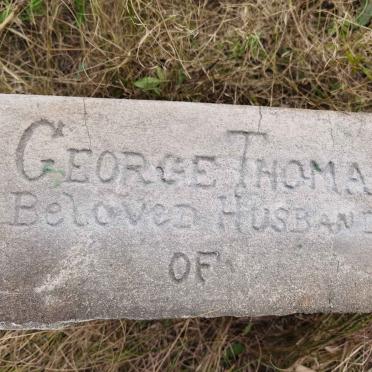 George Thoma
Beloved Husband
of